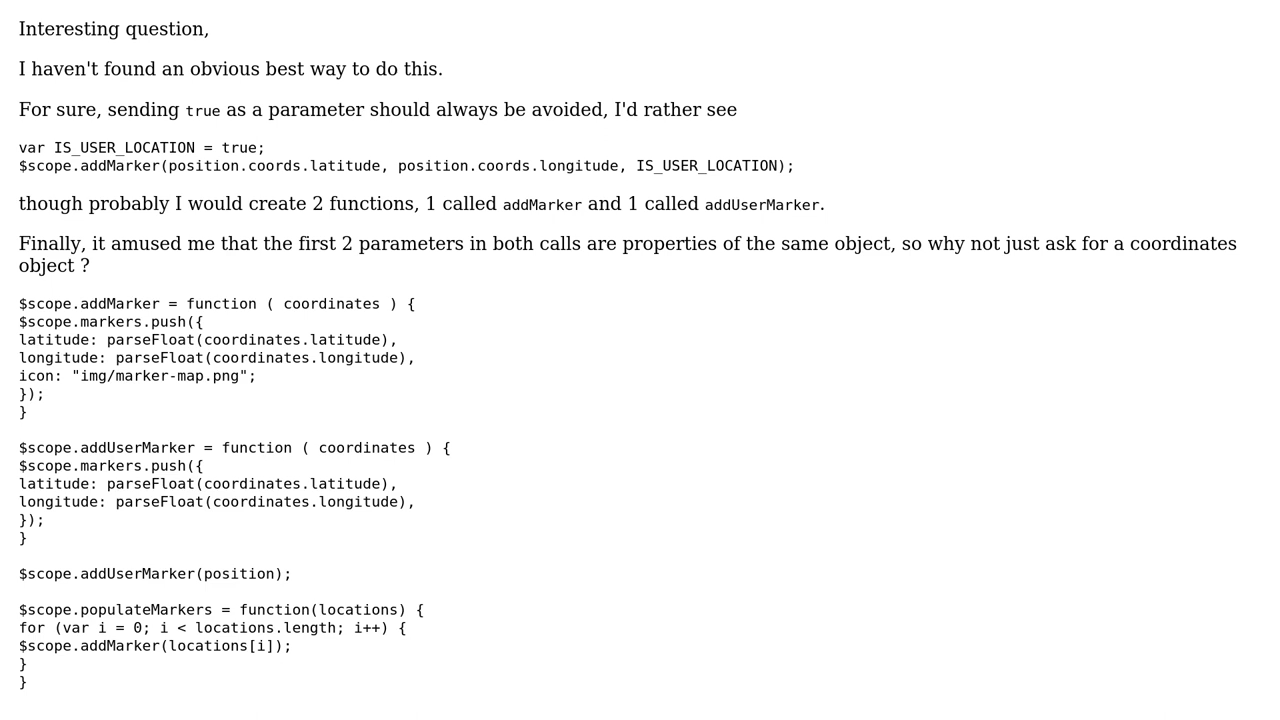 Interesting question,
I haven't found an obvious best way to do this.
For sure, sending true as a parameter should always be avoided, I'd rather see
var IS_USER_LOCATION = true;
$scope.addMarker(position.coords.latitude, position.coords.longitude, IS_USER_LOCATION);
though probably I would create 2 functions, 1 called addMarker and 1 called addUserMarker.
Finally, it amused me that the first 2 parameters in both calls are properties of the same object, so why not just ask for a coordinates
object ?
$scope.addMarker = function ( coordinates ) {
$scope.markers.push({
latitude: parseFloat(coordinates.latitude),
longitude: parseFloat(coordinates.longitude),
icon: "img/marker-map.png";
});
}
$scope.addUserMarker = function ( coordinates ) {
$scope.markers.push({
latitude: parseFloat(coordinates.latitude),
longitude: parseFloat(coordinates.longitude),
});
}
$scope.addUserMarker(position);
$scope.populateMarkers = function(locations) {
for (var i = 0; i < locations.length; i++) {
$scope.addMarker(locations[i]);
}
}